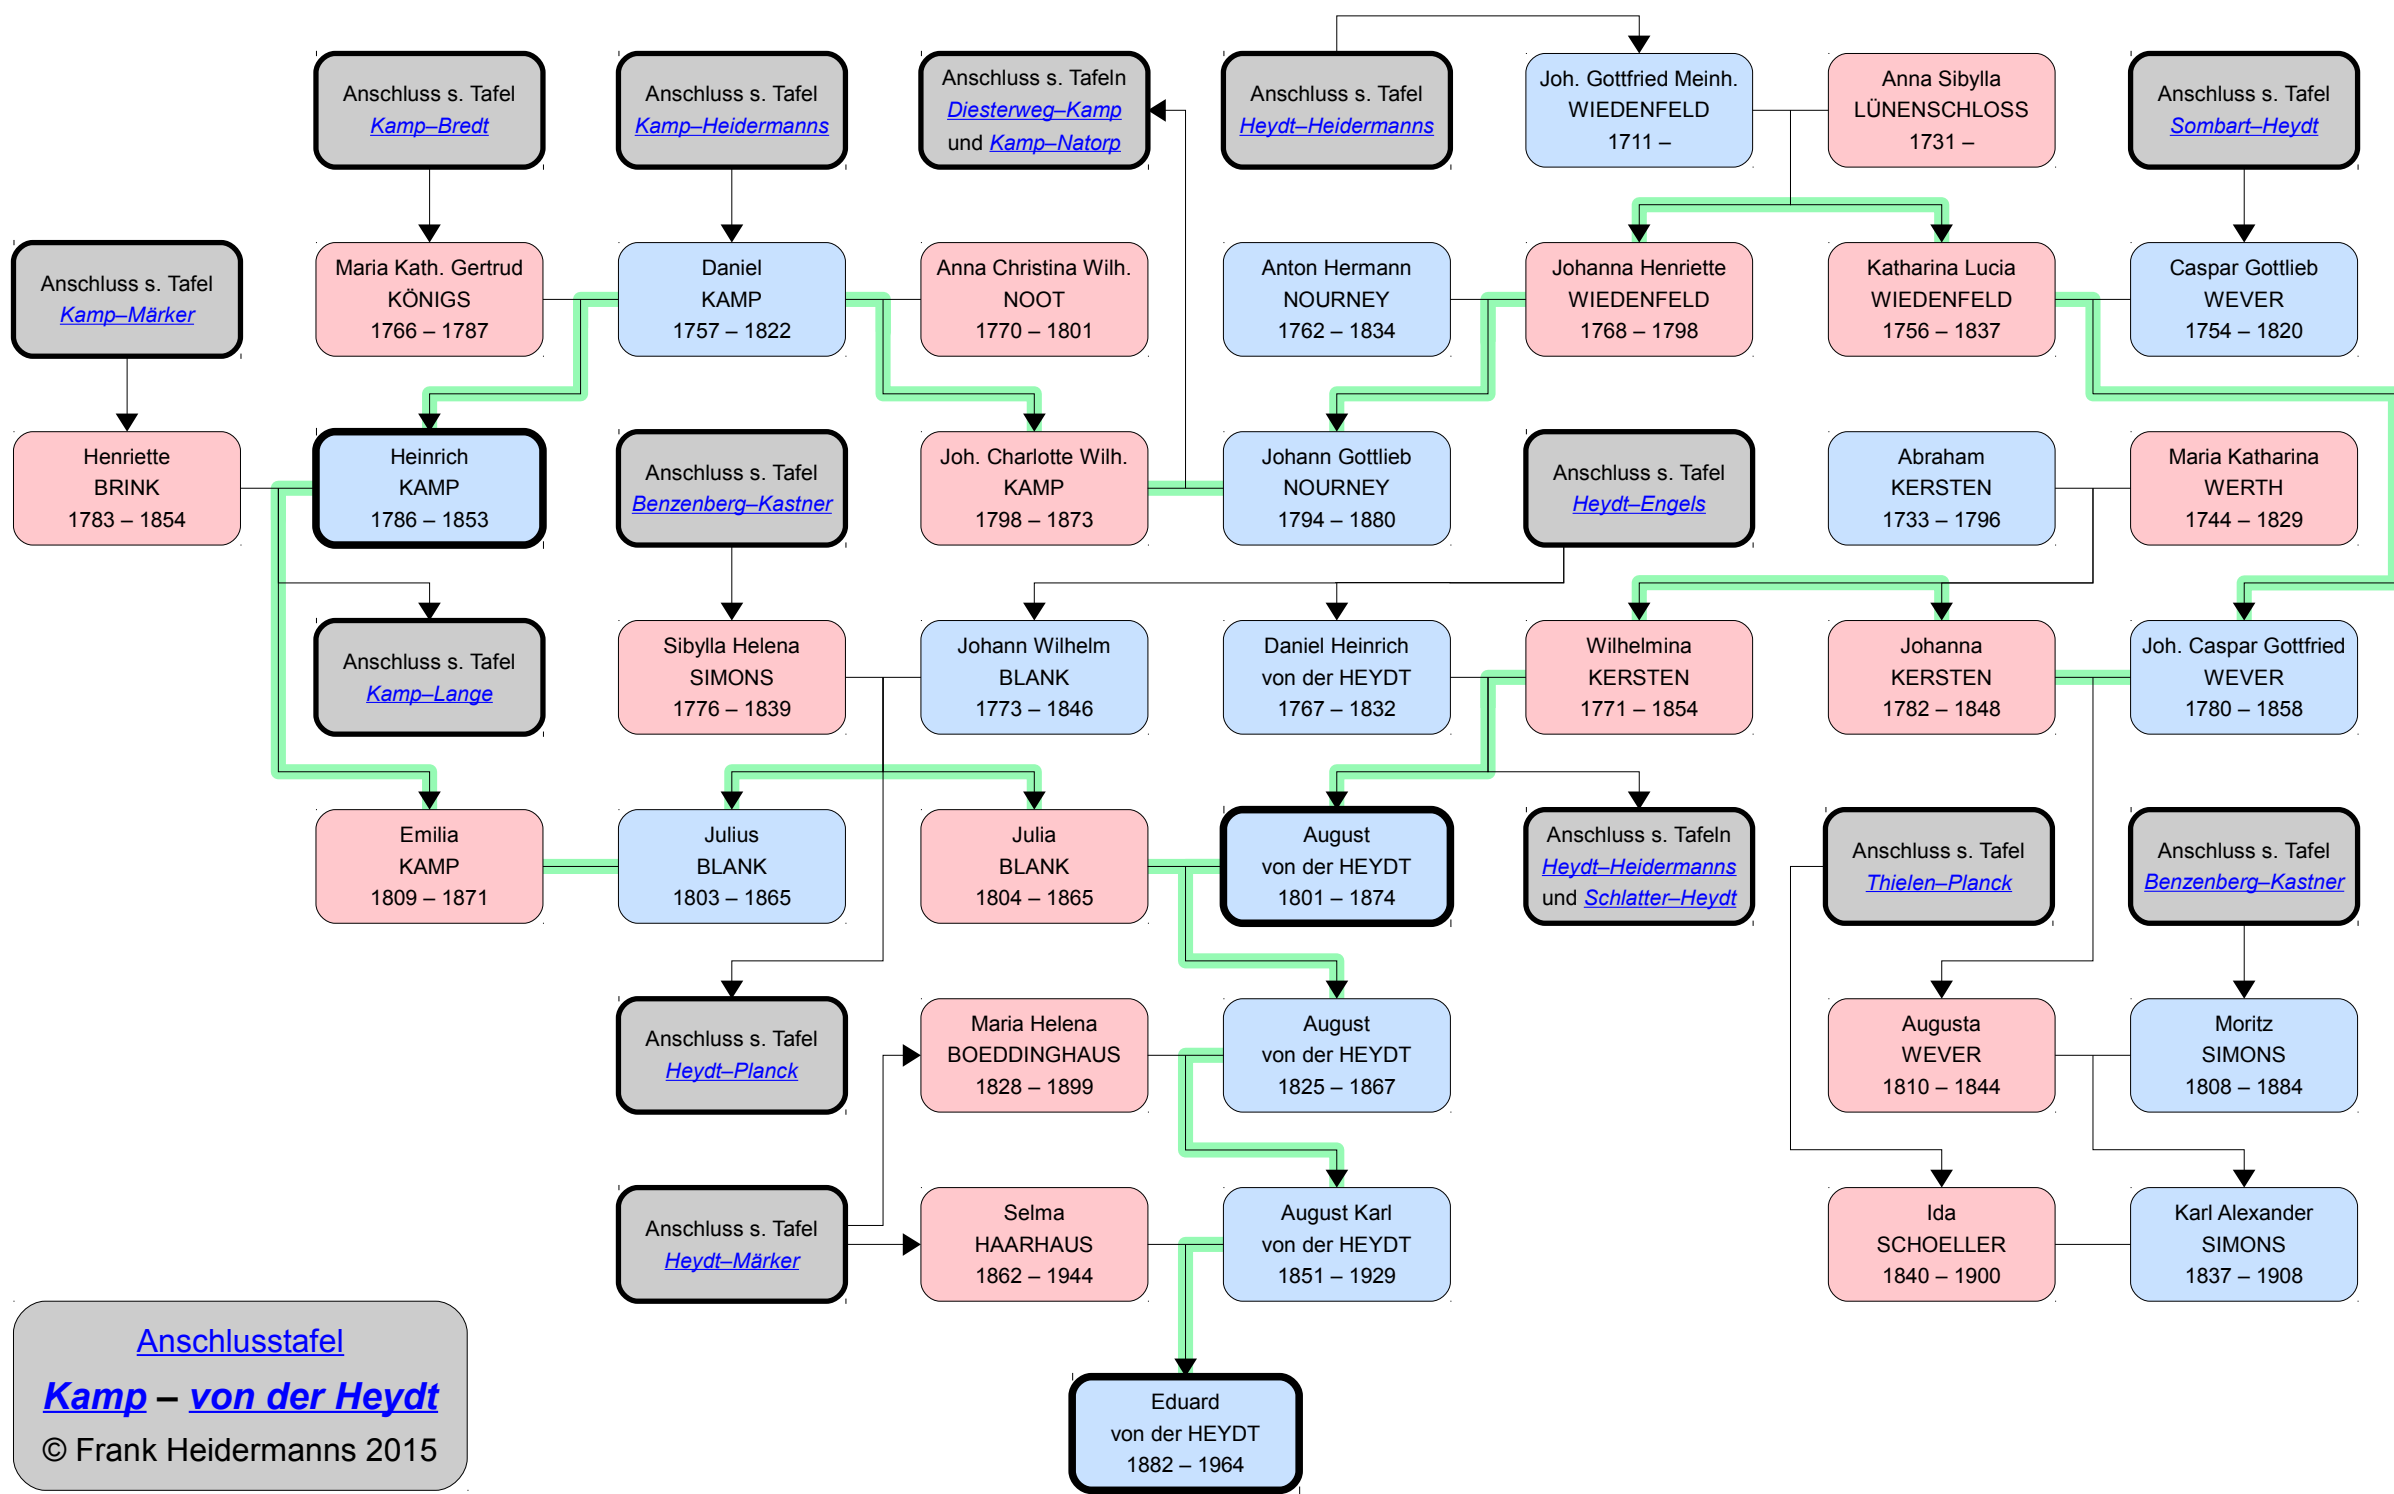 Anschluss s. Tafel
Kamp–Bredt
Anschluss s. Tafel
Kamp–Heidermanns
Anschluss s. Tafeln
Diesterweg–Kamp
und Kamp–Natorp
Anschluss s. Tafel
Heydt–Heidermanns
Joh. Gottfried Meinh.
WIEDENFELD
1711 –
Anna Sibylla
LÜNENSCHLOSS
1731 –
Anschluss s. Tafel
Sombart–Heydt
Anschluss s. Tafel
Kamp–Märker
Maria Kath. Gertrud
KÖNIGS
1766 – 1787
Daniel
KAMP
1757 – 1822
Anna Christina Wilh.
NOOT
1770 – 1801
Anton Hermann
NOURNEY
1762 – 1834
Johanna Henriette
WIEDENFELD
1768 – 1798
Katharina Lucia
WIEDENFELD
1756 – 1837
Caspar Gottlieb
WEVER
1754 – 1820
Henriette
BRINK
1783 – 1854
Heinrich
KAMP
1786 – 1853
Anschluss s. Tafel
Benzenberg–Kastner
Joh. Charlotte Wilh.
KAMP
1798 – 1873
Johann Gottlieb
NOURNEY
1794 – 1880
Anschluss s. Tafel
Heydt–Engels
Abraham
KERSTEN
1733 – 1796
Maria Katharina
WERTH
1744 – 1829
Anschluss s. Tafel
Kamp–Lange
Sibylla Helena
SIMONS
1776 – 1839
Johann Wilhelm
BLANK
1773 – 1846
Daniel Heinrich
von der HEYDT
1767 – 1832
Wilhelmina
KERSTEN
1771 – 1854
Johanna
KERSTEN
1782 – 1848
Joh. Caspar Gottfried
WEVER
1780 – 1858
Emilia
KAMP
1809 – 1871
Julius
BLANK
1803 – 1865
Julia
BLANK
1804 – 1865
August
von der HEYDT
1801 – 1874
Anschluss s. Tafeln
Heydt–Heidermanns
und Schlatter–Heydt
Anschluss s. Tafel
Thielen–Planck
Anschluss s. Tafel
Benzenberg–Kastner
Anschluss s. Tafel
Heydt–Planck
Maria Helena
BOEDDINGHAUS
1828 – 1899
August
von der HEYDT
1825 – 1867
Augusta
WEVER
1810 – 1844
Moritz
SIMONS
1808 – 1884
Anschluss s. Tafel
Heydt–Märker
Selma
HAARHAUS
1862 – 1944
August Karl
von der HEYDT
1851 – 1929
Ida
SCHOELLER
1840 – 1900
Karl Alexander
SIMONS
1837 – 1908
Anschlusstafel
Kamp – von der Heydt
© Frank Heidermanns 2015
Eduard
von der HEYDT
1882 – 1964